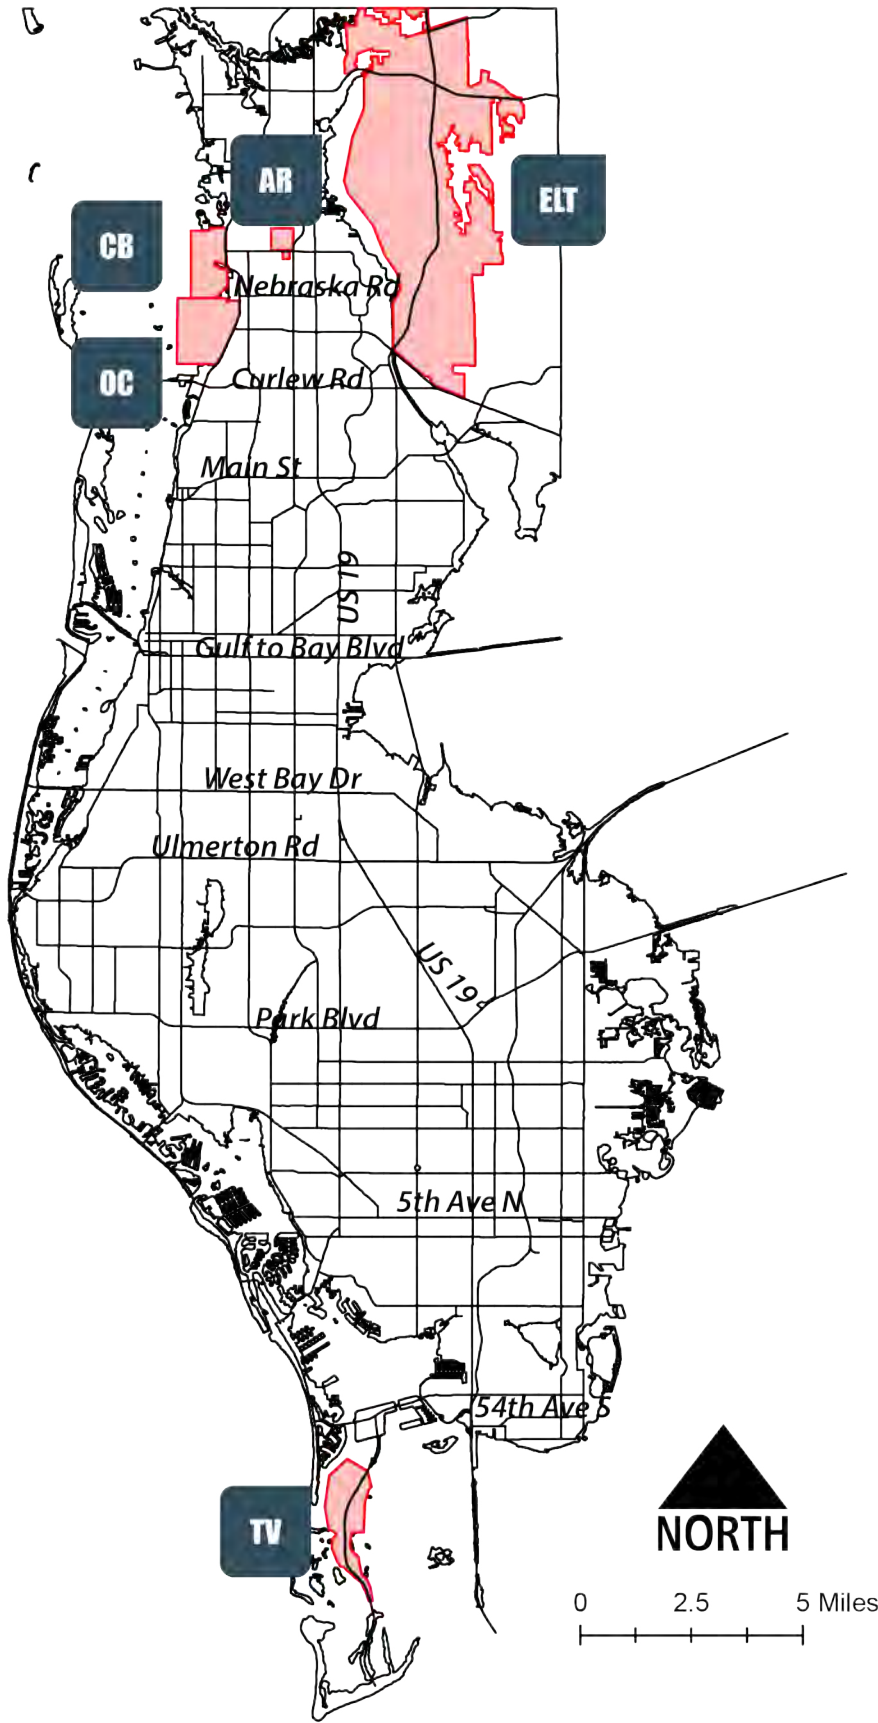 AR
ELT
CB
Nebraska Rd
OC
Curlew Rd
Main St
US 19
Gulf to Bay Blvd
West Bay Dr
Ulmerton Rd
US 19
Park Blvd
5th Ave N
54th Ave S
TV
NORTH
0 2.5 5 Miles